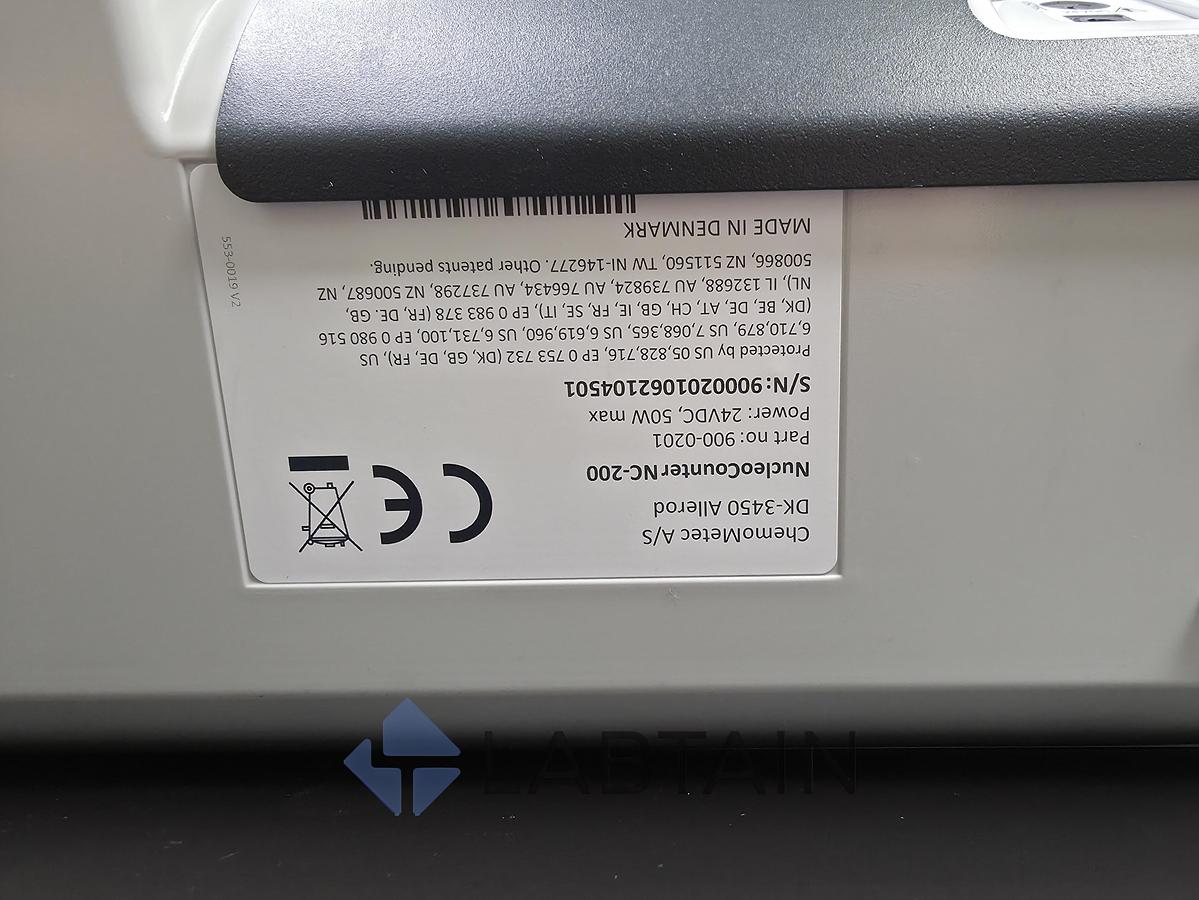 ChemoMetec A/S
DK-3450 Allerod
NucleoCounter NC-200
Part no: 900-0201
Power: 24VDC, 50W max
S/N: 9000201062104501
Protected by US 05,828,716, EP 0 753 732 (DK, GB, DE, FR), US
6,710,879, US 7,068,365, US 6,619,960, US 6,731,100, EP 0 980 516
(DK, BE, DE, AT, CH, GB, IE, FR, SE, IT), EP 0 983 378 (FR, DE. GB,
NL), IL 132688, AU 739824, AU 766434, AU 737298, NZ 500687, NZ
500866, NZ 511560, TW NI-146277. Other patents pending.
MADE IN DENMARK
CE
553-0019 V2
LABTAIN